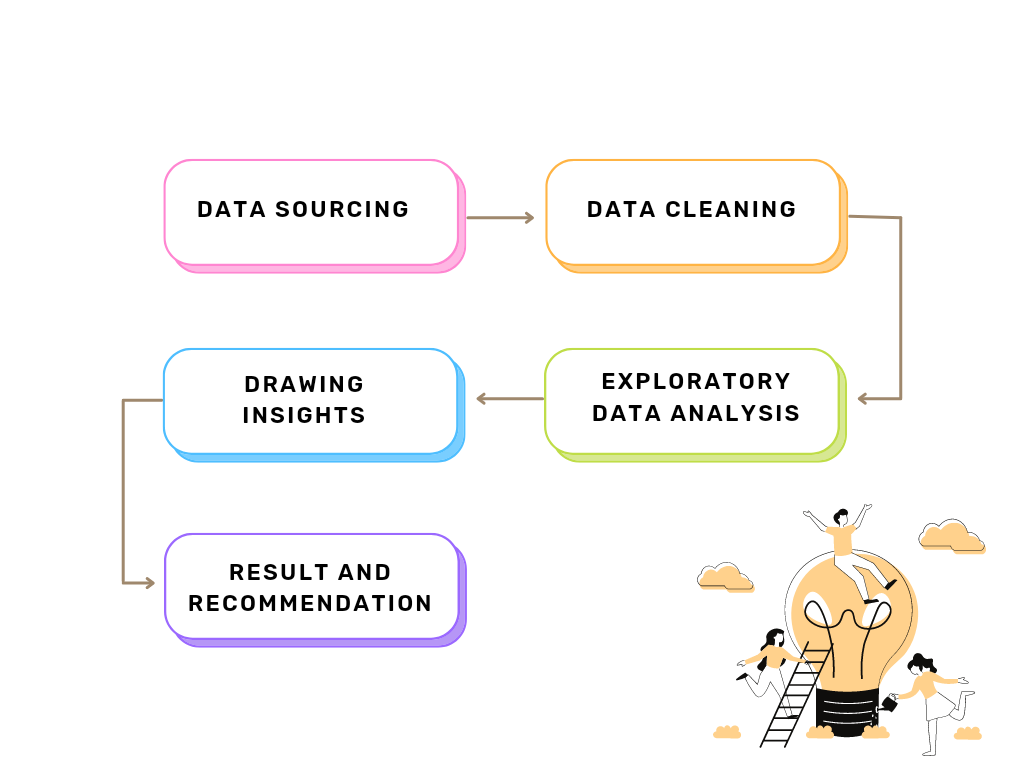 DATA SOURCING
DATA CLEANING
EXPLORATORY
DATA ANALYSIS
DRAWING
INSIGHTS
RESULT AND
RECOMMENDATION